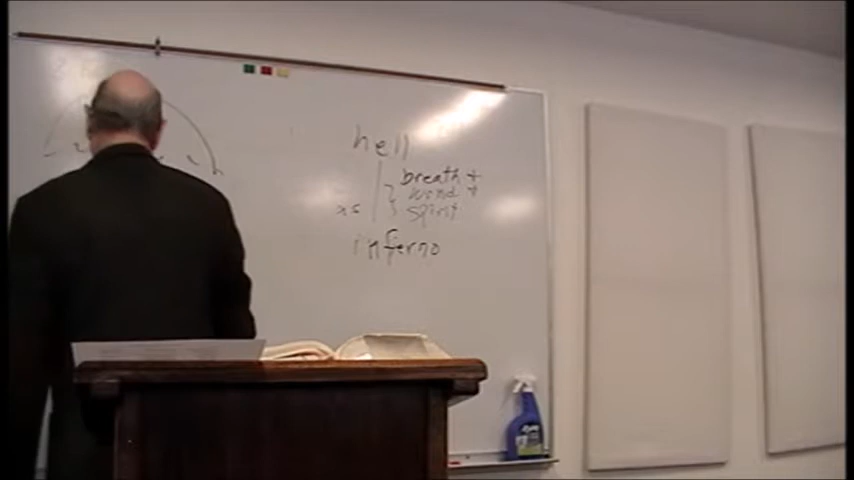 hell
breath +
wind +
spirit
inferno